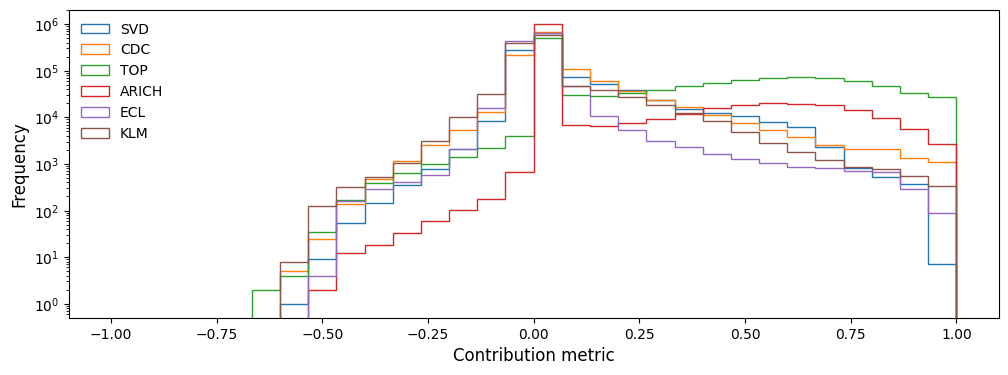 Frequency
10⁶
10⁵
10⁴
10³
10²
10¹
10⁰
SVD
CDC
TOP
ARICH
ECL
KLM
−1.00 −0.75 −0.50 −0.25 0.00 0.25 0.50 0.75 1.00
Contribution metric